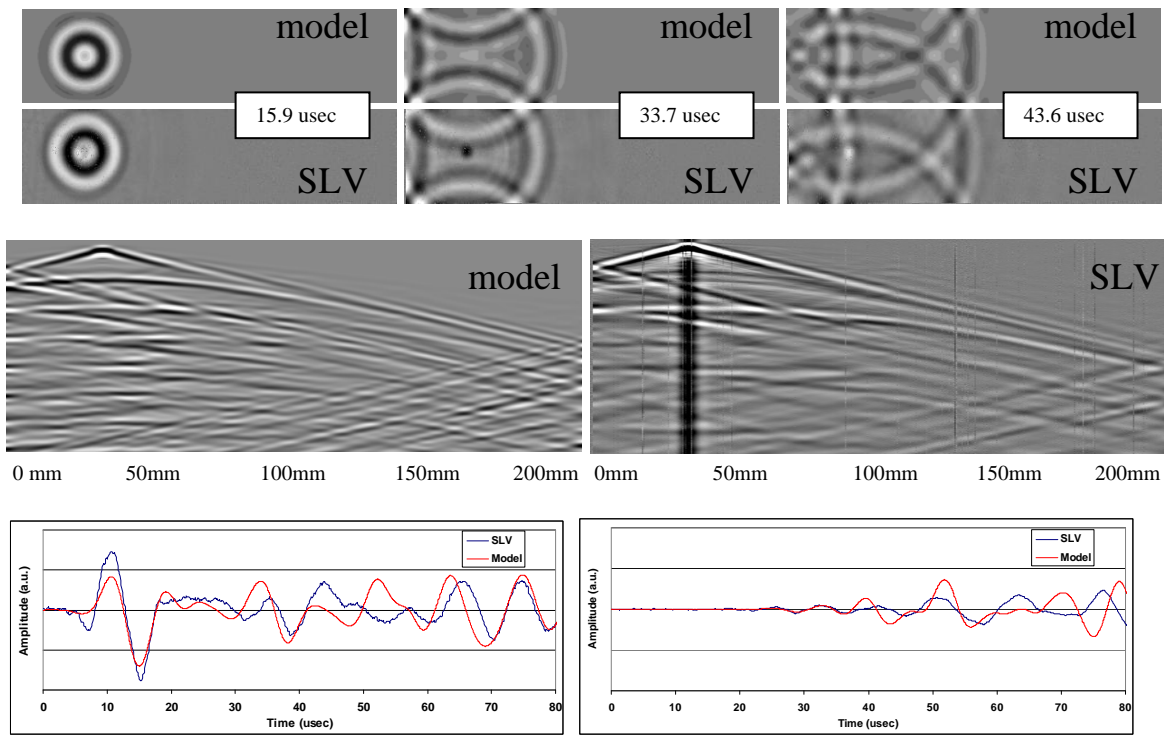 model
model
model
15.9 usec
33.7 usec
43.6 usec
SLV
SLV
SLV
model
SLV
0 mm 50mm 100mm 150mm 200mm
0mm 50mm 100mm 150mm 200mm
SLV
Model
Amplitude (a.u.)
0 10 20 30 40 50 60 70 80
Time (usec)
SLV
Model
Amplitude (a.u.)
0 10 20 30 40 50 60 70 80
Time (usec)